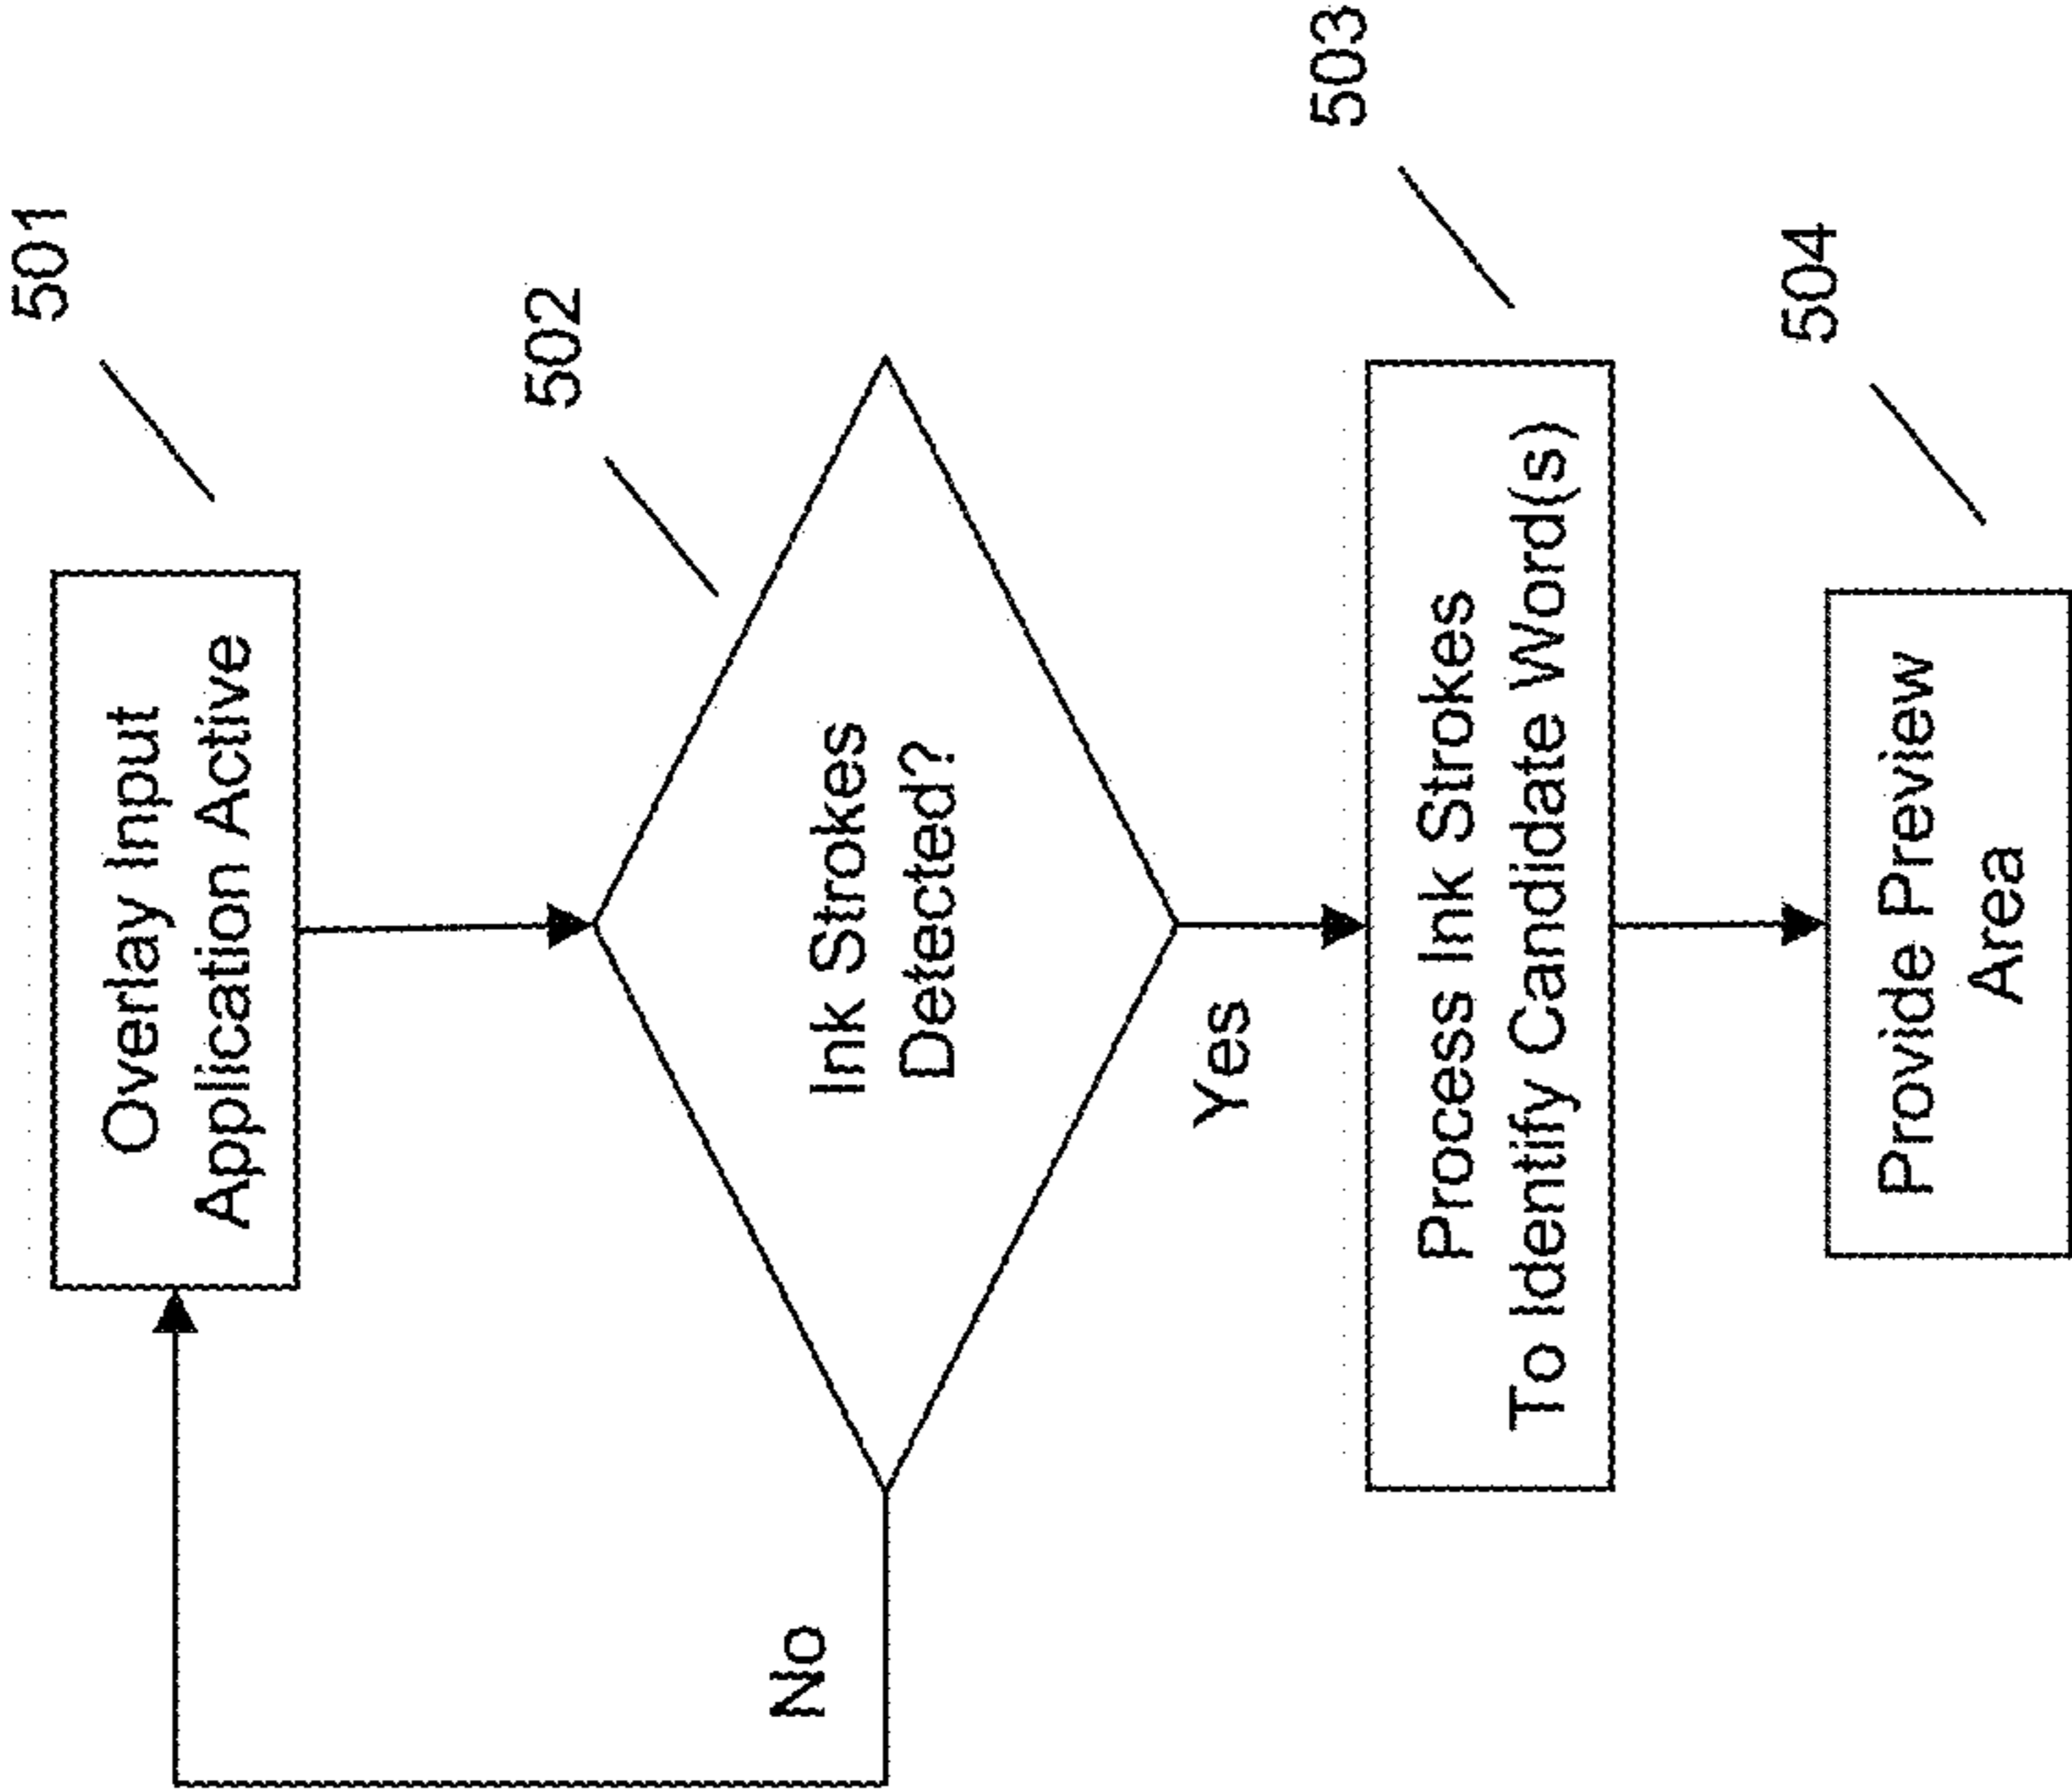 501
Overlay Input
Application Active
502
Ink Strokes
Detected?
No
Yes
503
Process Ink Strokes
To Identify Candidate Word(s)
504
Provide Preview
Area